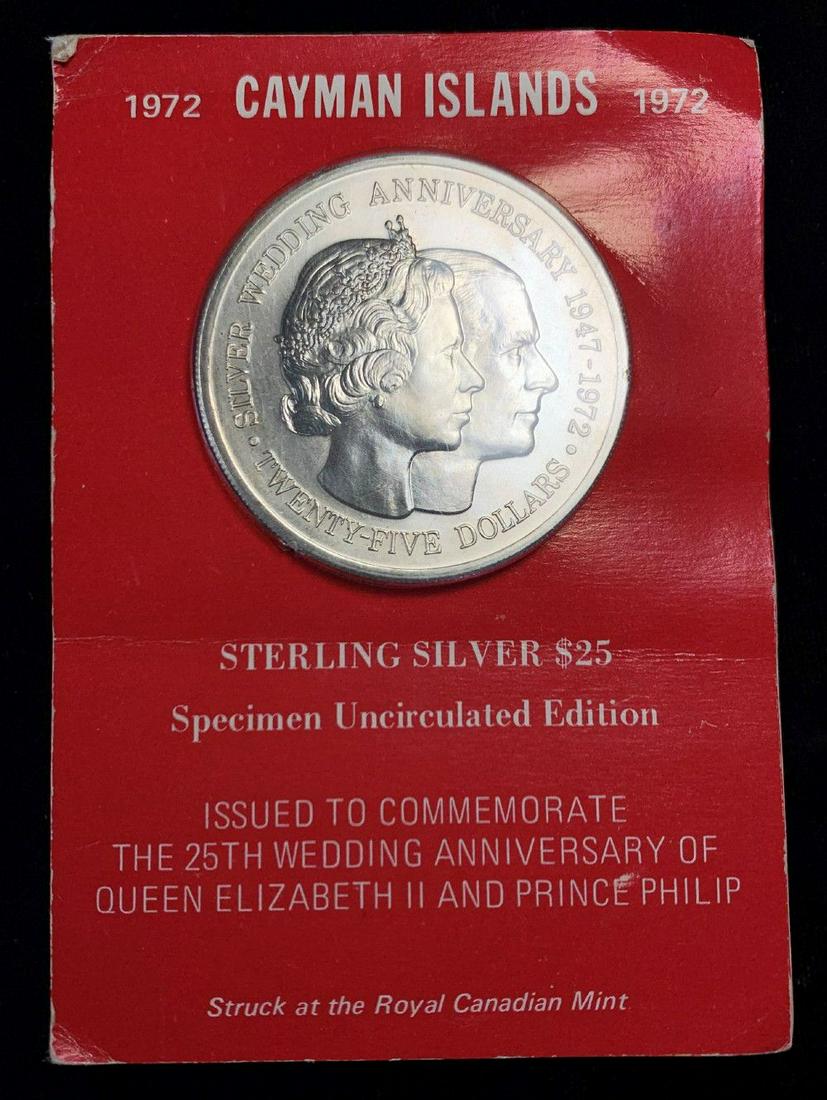 1972 CAYMAN ISLANDS 1972
SILVER WEDDING ANNIVERSARY 1947-1972
• TWENTY-FIVE DOLLARS •
STERLING SILVER $25
Specimen Uncirculated Edition
ISSUED TO COMMEMORATE
THE 25TH WEDDING ANNIVERSARY OF
QUEEN ELIZABETH II AND PRINCE PHILIP
Struck at the Royal Canadian Mint